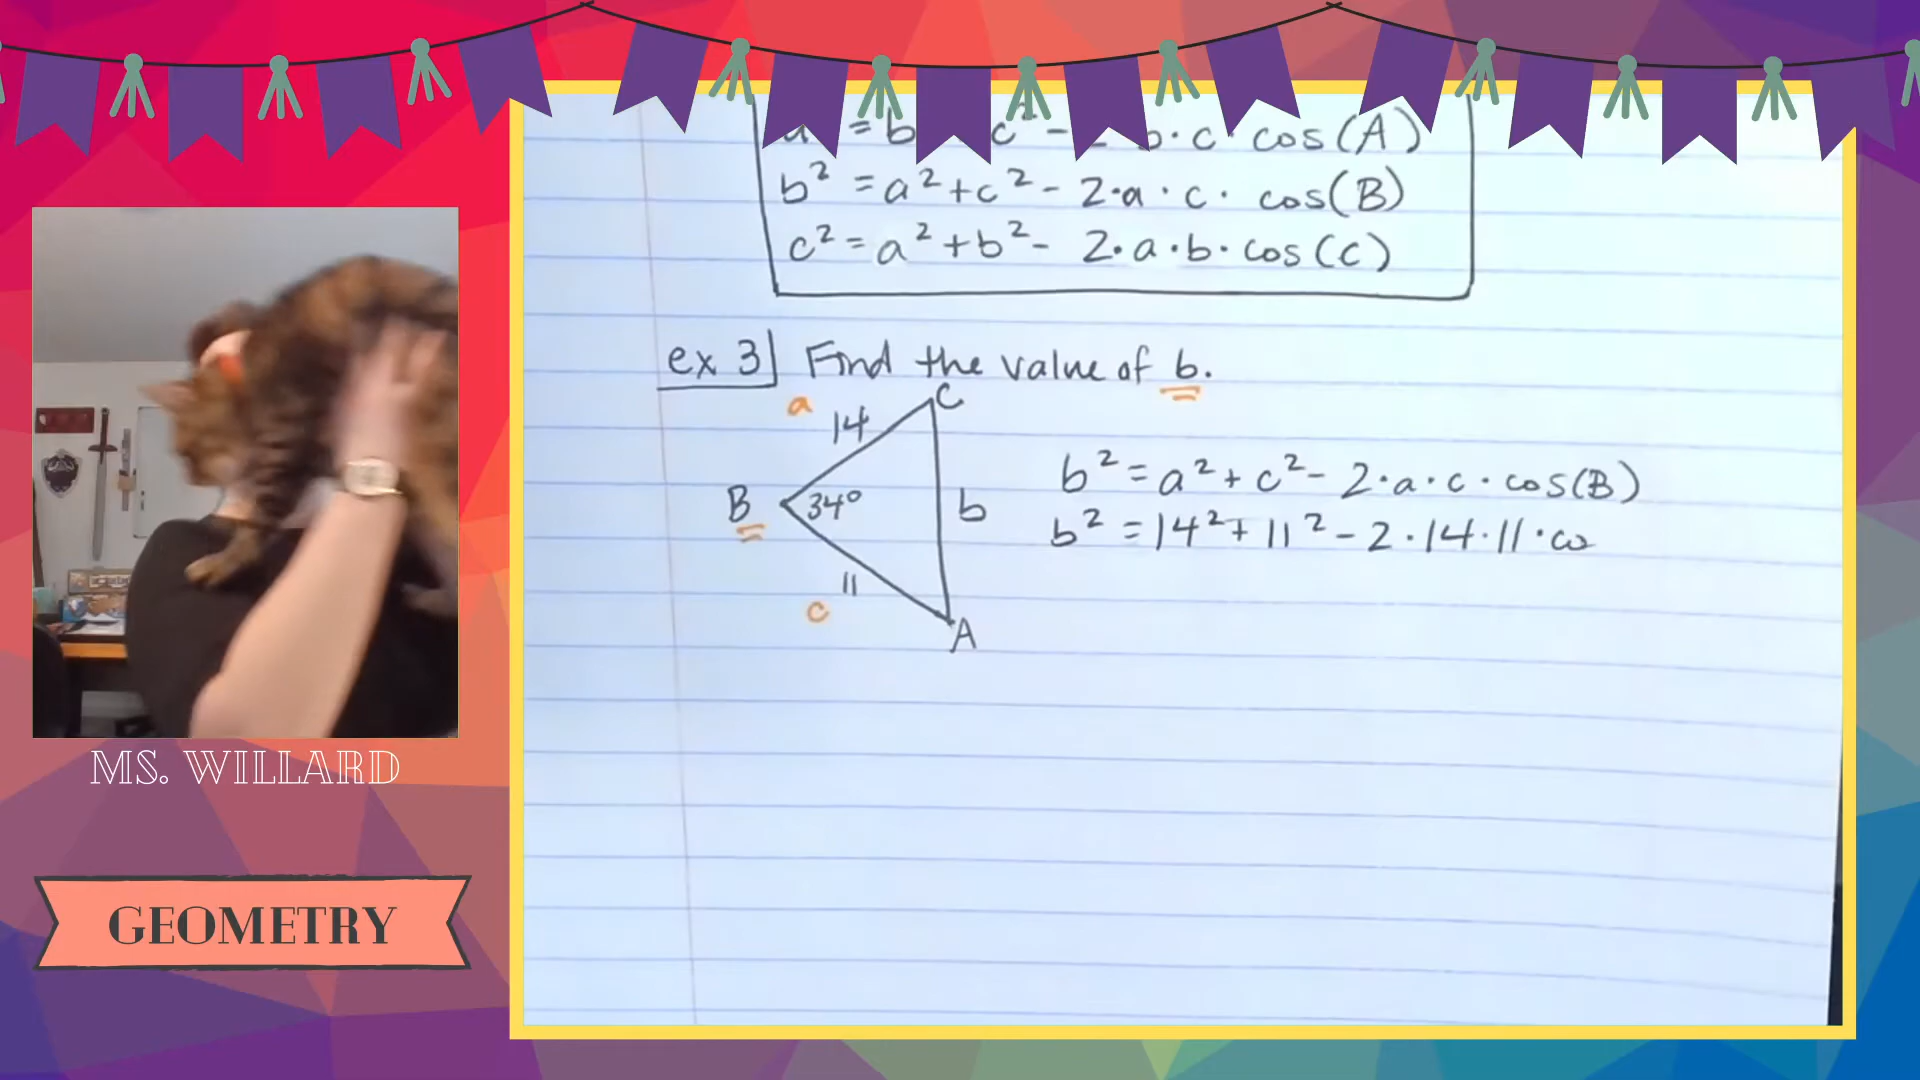 = b c² - b · c · cos(A)
b² = a² + c² - 2 · a · c · cos(B)
c² = a² + b² - 2 · a · b · cos(C)
ex 3 Find the value of b.
a
14
C
B
34°
b
11
c
A
b² = a² + c² - 2 · a · c · cos(B)
b² = 14² + 11² - 2 · 14 · 11 · co
MS. WILLARD
GEOMETRY